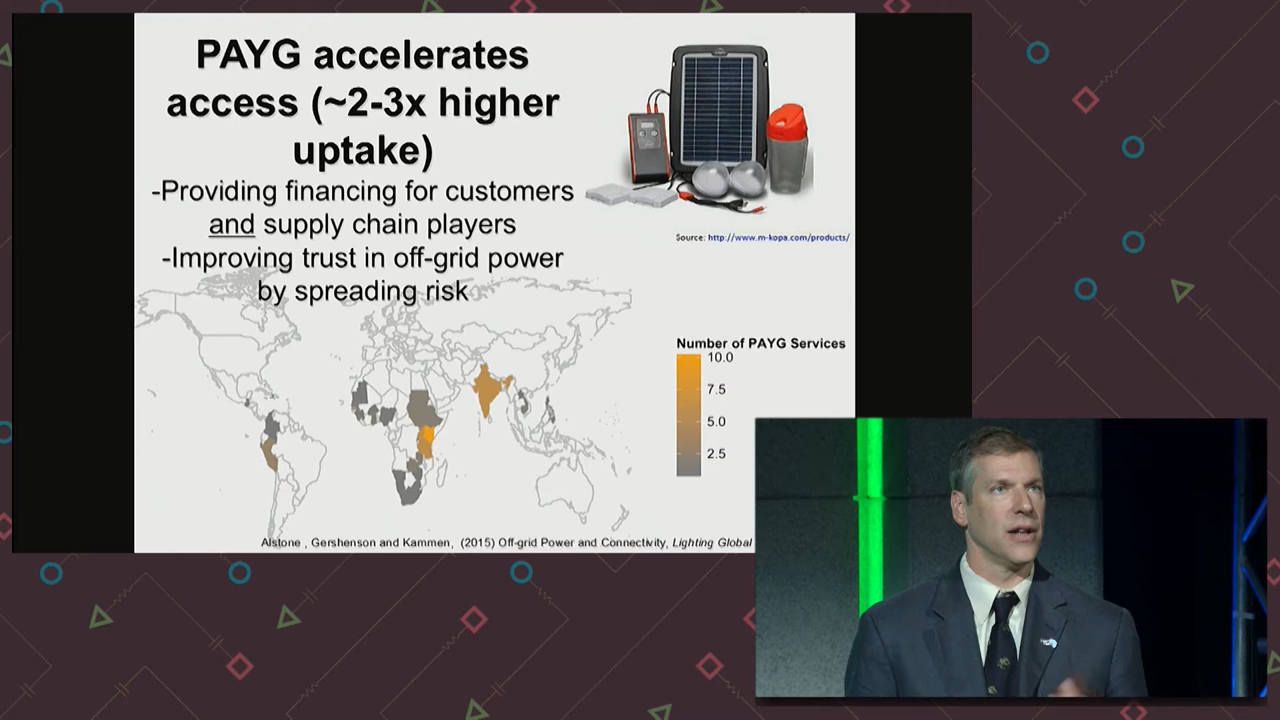 PAYG accelerates
access (~2-3x higher
uptake)
-Providing financing for customers
and supply chain players
-Improving trust in off-grid power
by spreading risk
Source: http://www.m-kopa.com/products/
Number of PAYG Services
10.0
7.5
5.0
2.5
Alstone , Gershenson and Kammen, (2015) Off-grid Power and Connectivity, Lighting Global